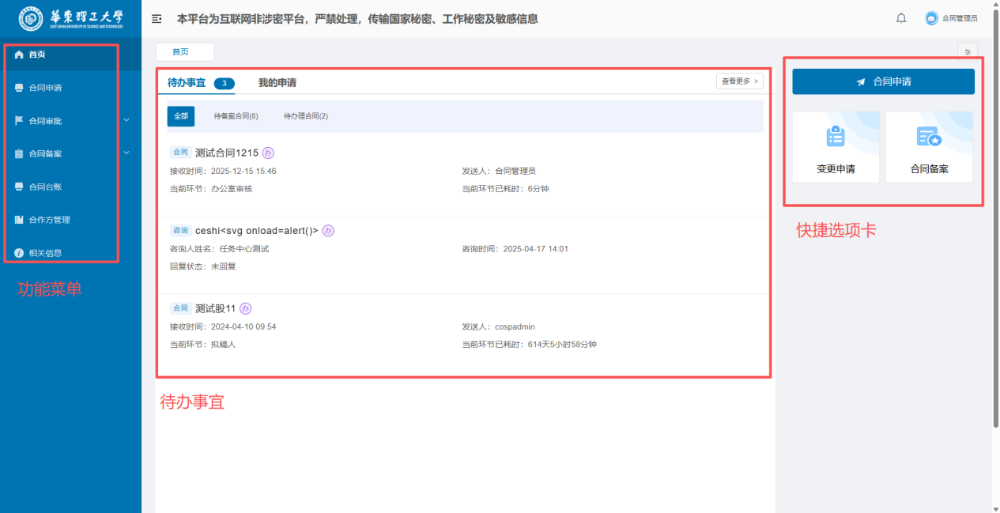 華東理工大學
EAST CHINA UNIVERSITY OF SCIENCE AND TECHNOLOGY
本平台为互联网非涉密平台，严禁处理，传输国家秘密、工作秘密及敏感信息
合同管理员
首页
合同申请
合同审批
合同备案
合同台账
合作方管理
相关信息
功能菜单
首页
待办事宜 3 我的申请 查看更多 >
全部 待备案合同(0) 待办理合同(2)
合同 测试合同1215 办
接收时间：2025-12-15 15:46 发送人：合同管理员
当前环节：办公室审核 当前环节已耗时：6分钟
咨询 ceshi<svg onload=alert()> 办
咨询人姓名：任务中心测试 咨询时间：2025-04-17 14:01
回复状态：未回复
合同 测试股11 办
接收时间：2024-04-10 09:54 发送人：cospadmin
当前环节：拟稿人 当前环节已耗时：614天5小时58分钟
待办事宜
合同申请
变更申请 合同备案
快捷选项卡